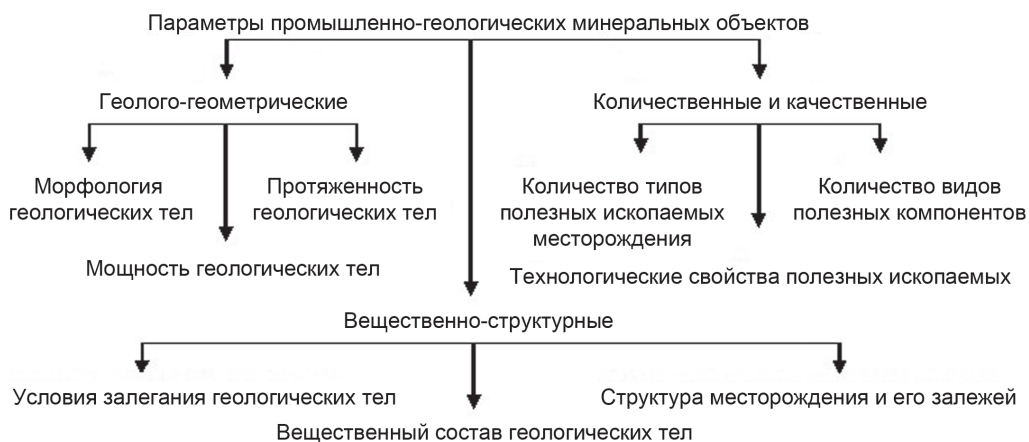 Параметры промышленно-геологических минеральных объектов
Геолого-геометрические
Количественные и качественные
Морфология
геологических тел
Протяженность
геологических тел
Количество типов
полезных ископаемых
месторождения
Количество видов
полезных компонентов
Мощность геологических тел
Технологические свойства полезных ископаемых
Вещественно-структурные
Условия залегания геологических тел
Структура месторождения и его залежей
Вещественный состав геологических тел